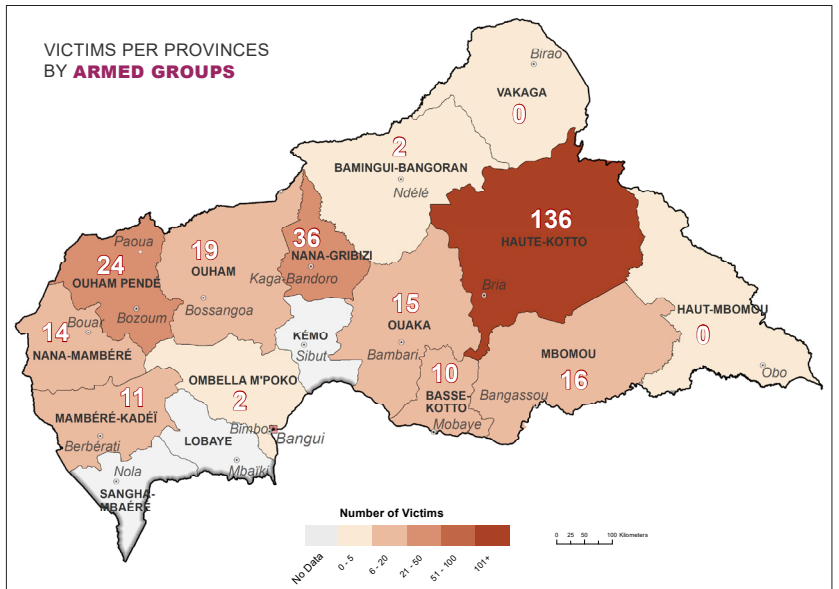 VICTIMS PER PROVINCES
BY ARMED GROUPS
Birao
VAKAGA
0
2
BAMINGUI-BANGORAN
Ndélé
136
HAUTE-KOTTO
Bria
36
NANA-GRIBIZI
Kaga-Bandoro
19
OUHAM
Bossangoa
Paoua
24
OUHAM PENDÉ
Bozoum
14
Bouar
NANA-MAMBÉRÉ
15
OUAKA
Bambari
KÉMO
Sibut
HAUT-MBOMOU
0
Obo
MBOMOU
16
Bangassou
10
BASSE-
KOTTO
Mobaye
OMBELLA M'POKO
2
Bimbo
Bangui
11
MAMBÉRÉ-KADÉÏ
Berbérati
LOBAYE
Mbaïki
Nola
SANGHA-
MBAÉRÉ
Number of Victims
No Data
0 - 5
6 - 20
21 - 50
51 - 100
101+
0 25 50 100 Kilometers